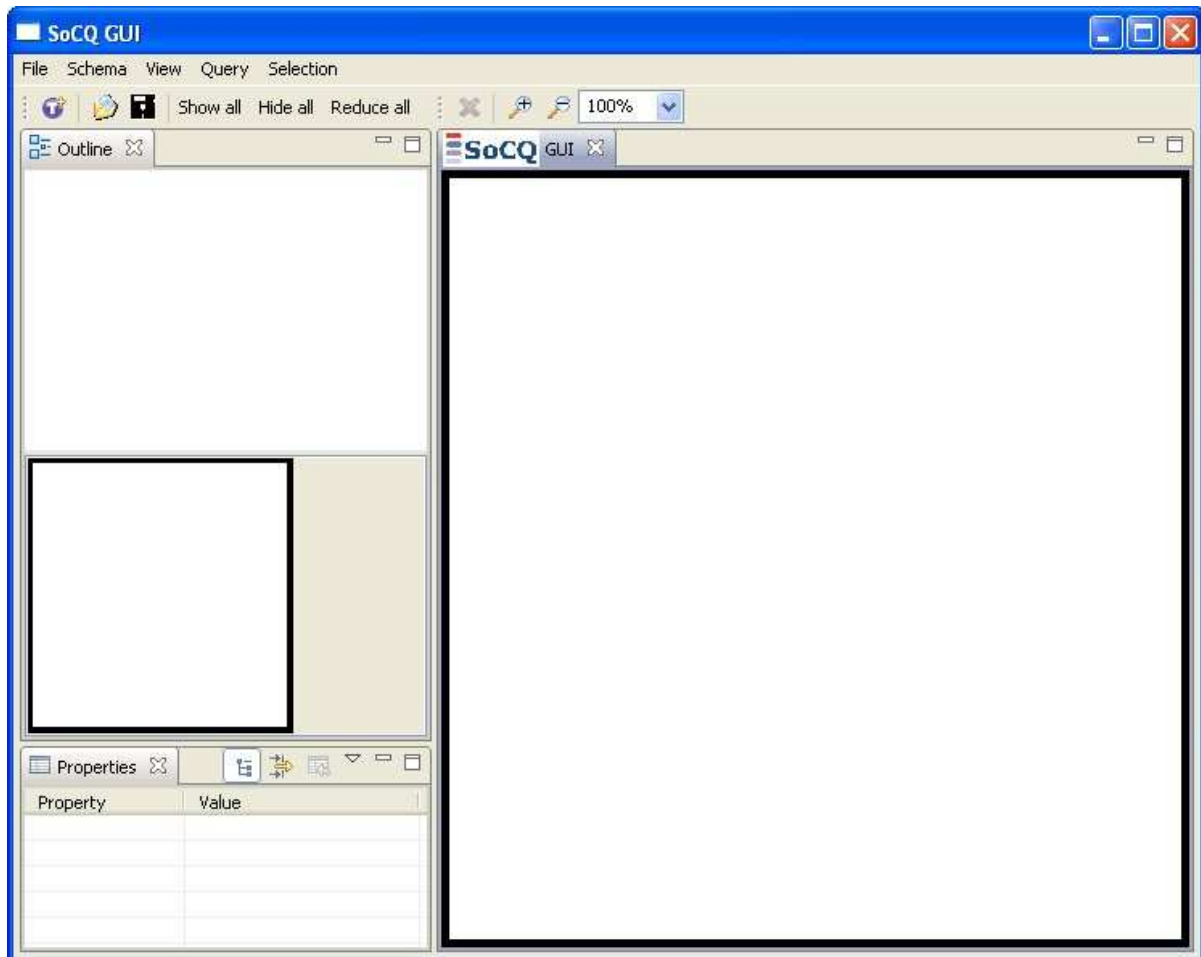 SoCQ GUI
File Schema View Query Selection
Show all Hide all Reduce all 100%
Outline
SoCQ GUI
Properties
Property Value